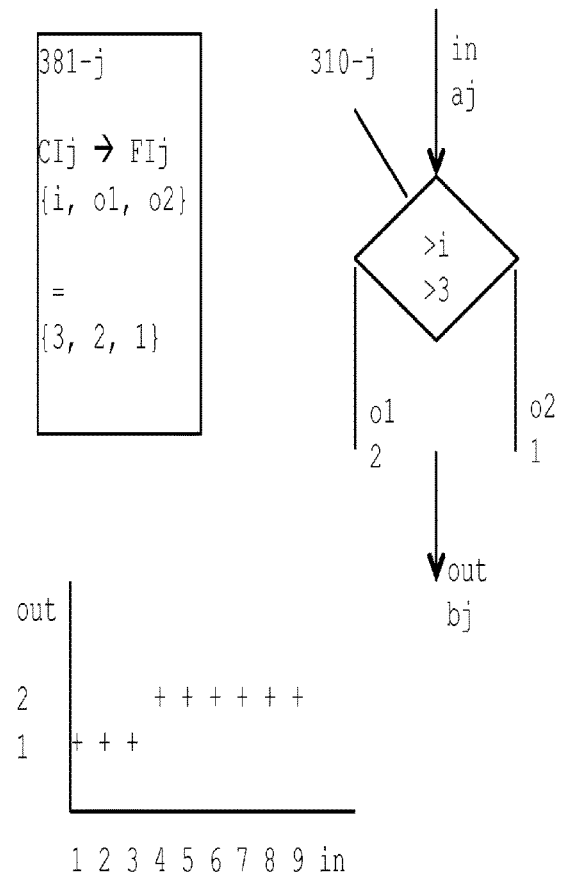 381-j
CIj → FIj
{i, o1, o2}
=
{3, 2, 1}
310-j
in
aj
>i
>3
o1
2
o2
1
out
bj
out
2 + + + + + +
1 + + +
1 2 3 4 5 6 7 8 9 in